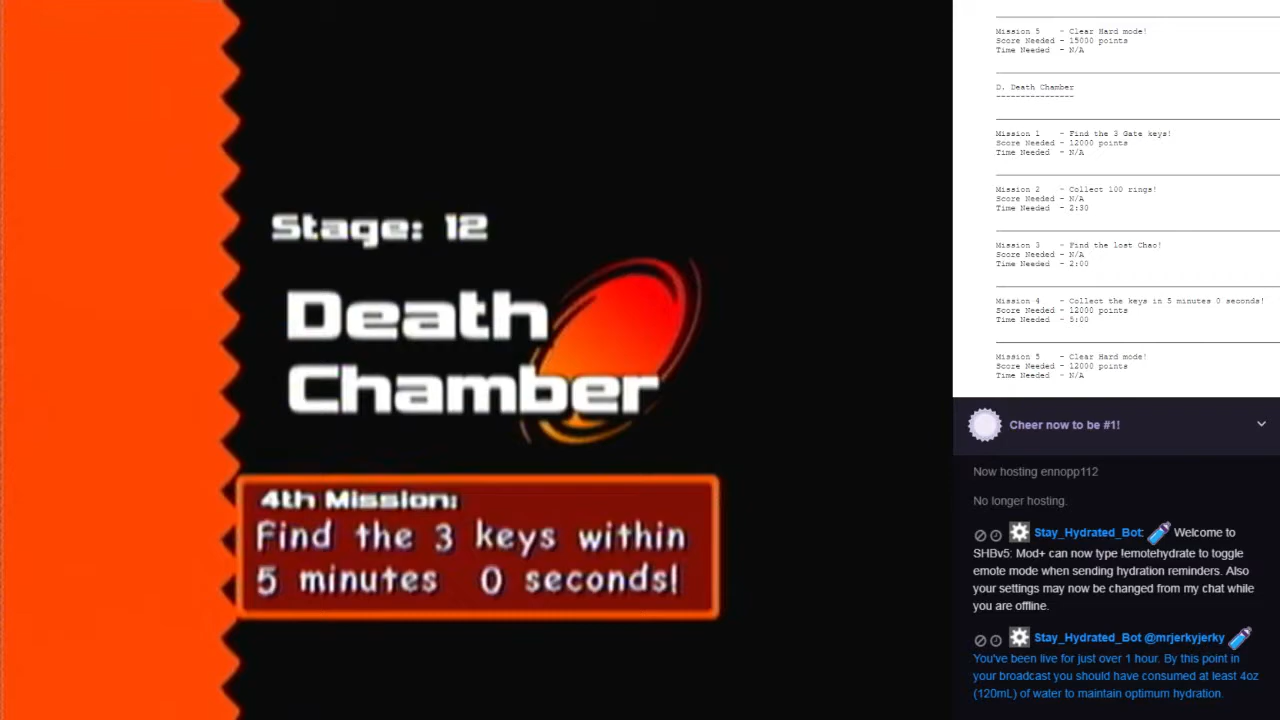 Stage: 12
Death
Chamber
4th Mission:
Find the 3 keys within
5 minutes 0 seconds!
Mission 5 - Clear Hard mode!
Score Needed - 15000 points
Time Needed - N/A
D. Death Chamber
----------------
Mission 1 - Find the 3 Gate keys!
Score Needed - 12000 points
Time Needed - N/A
Mission 2 - Collect 100 rings!
Score Needed - N/A
Time Needed - 2:30
Mission 3 - Find the lost Chao!
Score Needed - N/A
Time Needed - 2:00
Mission 4 - Collect the keys in 5 minutes 0 seconds!
Score Needed - 12000 points
Time Needed - 5:00
Mission 5 - Clear Hard mode!
Score Needed - 12000 points
Time Needed - N/A
Cheer now to be #1!
Now hosting ennopp112
No longer hosting.
Stay_Hydrated_Bot: Welcome to
SHBv5: Mod+ can now type !emotehydrate to toggle
emote mode when sending hydration reminders. Also
your settings may now be changed from my chat while
you are offline.
Stay_Hydrated_Bot @mrjerkyjerky
You've been live for just over 1 hour. By this point in
your broadcast you should have consumed at least 4oz
(120mL) of water to maintain optimum hydration.